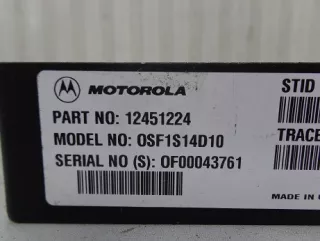 MOTOROLA
STID
PART NO: 12451224
MODEL NO: OSF1S14D10
TRACE
SERIAL NO (S): OF00043761
MADE IN